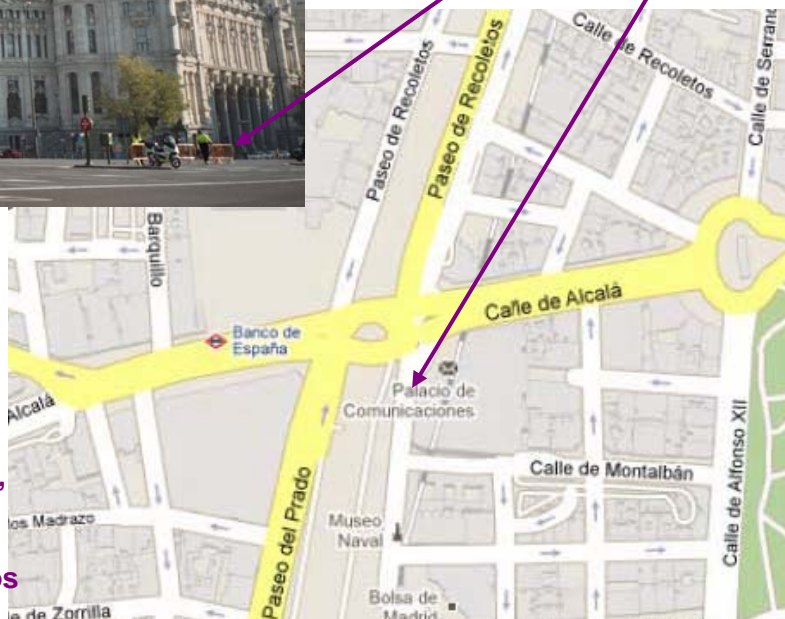 Calle de Recoletos
Calle de Serrano
Paseo de Recoletos
Paseo de Recoletos
Barquillo
Calle de Alcalá
Banco de
España
Palacio de
Comunicaciones
Alcalá
Calle de Montalbán
Calle de Alfonso XII
Madrazo
Museo
Naval
Paseo del Prado
de Zorrilla
Bolsa de
Madrid